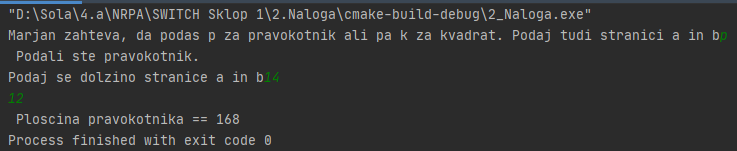 "D:\Sola\4.a\NRPA\SWITCH Sklop 1\2.Naloga\cmake-build-debug\2_Naloga.exe"
Marjan zahteva, da podas p za pravokotnik ali pa k za kvadrat. Podaj tudi stranici a in bp
 Podali ste pravokotnik.
Podaj se dolzino stranice a in b14
12
 Ploscina pravokotnika == 168
Process finished with exit code 0